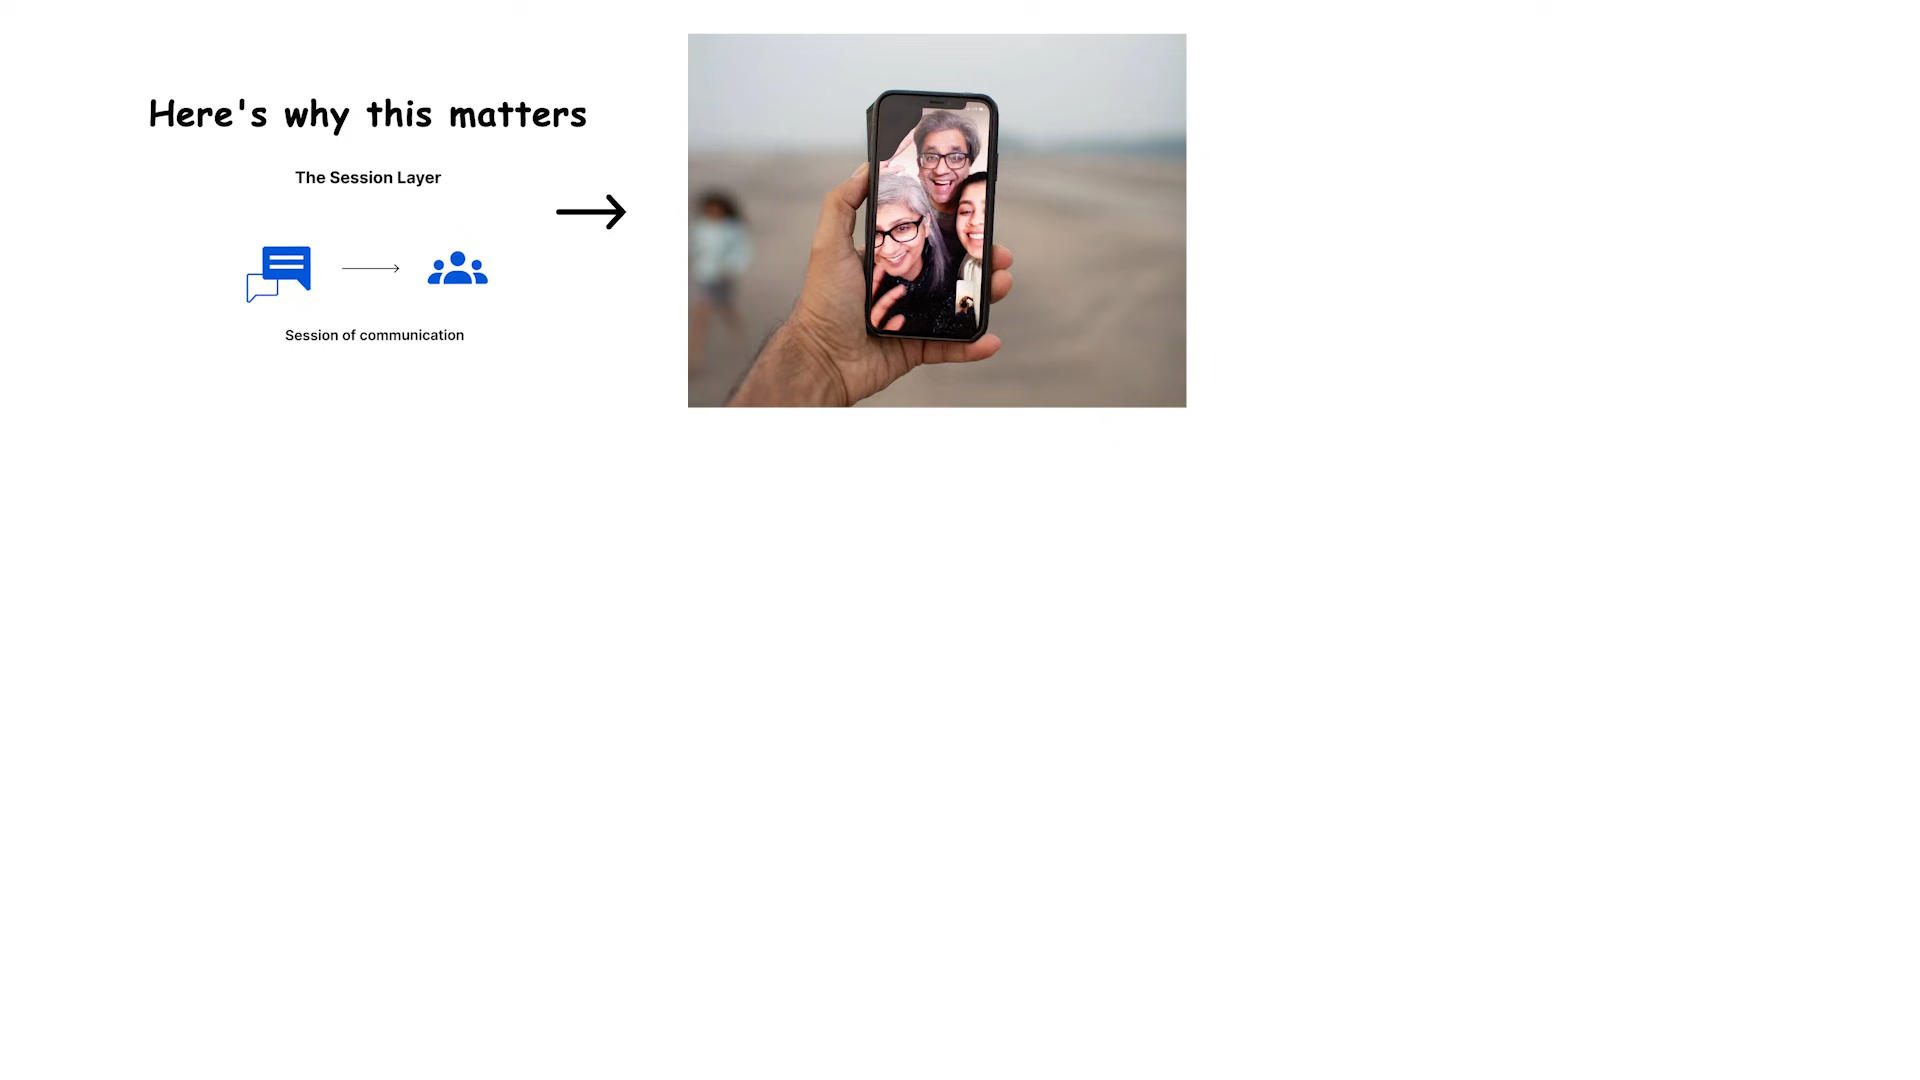 Here's why this matters
The Session Layer
Session of communication